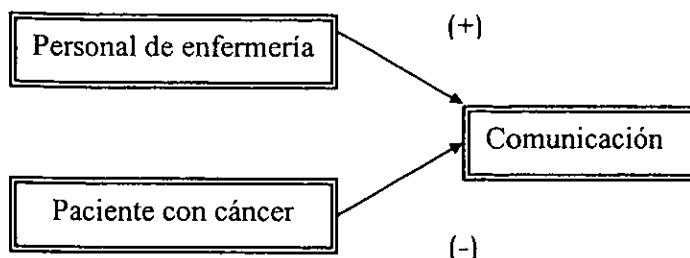 Personal de enfermería
(+)
Comunicación
Paciente con cáncer
(-)